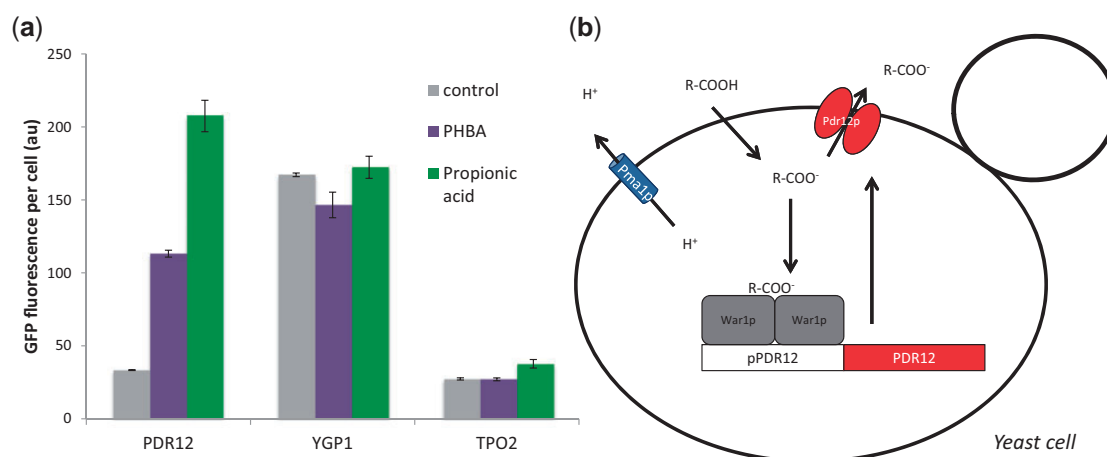 (a)
250
200
150
100
50
0
GFP fluorescence per cell (au)
control
PHBA
Propionic
acid
PDR12 YGP1 TPO2
(b)
H⁺
R-COOH
R-COO⁻
Pdr12p
Pma1p
R-COO⁻
H⁺
R-COO⁻
War1p War1p
pPDR12 PDR12
Yeast cell